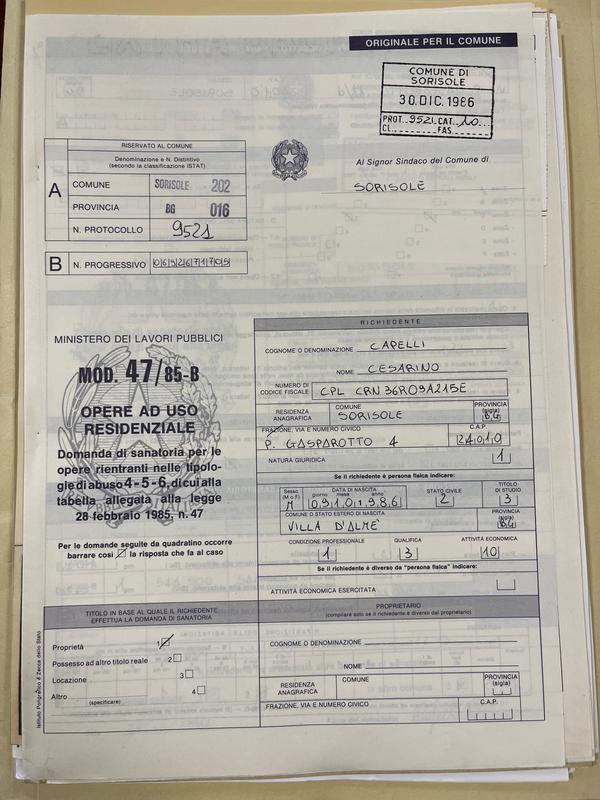 ORIGINALE PER IL COMUNE
COMUNE DI
SORISOLE
30.DIC.1986
PROT. 9521. CAT. 10...
CL........ FAS........
RISERVATO AL COMUNE
Denominazione e N. Distintivo
(secondo la classificazione ISTAT)
A
COMUNE SORISOLE 202
PROVINCIA BG 016
N. PROTOCOLLO 9521
B
N. PROGRESSIVO 0692671705
Al Signor Sindaco del Comune di
SORISOLE
MINISTERO DEI LAVORI PUBBLICI
MOD. 47/85-B
OPERE AD USO
RESIDENZIALE
Domanda di sanatoria per le
opere rientranti nelle tipolo-
gie di abuso 4-5-6, di cui alla
tabella allegata alla legge
28 febbraio 1985, n. 47
Per le domande seguite da quadratino occorre
barrare così la risposta che fa al caso
RICHIEDENTE
COGNOME O DENOMINAZIONE CAPELLI
NOME CESARINO
NUMERO DI
CODICE FISCALE CPL CRN 36R09A215E
RESIDENZA
ANAGRAFICA
COMUNE
SORISOLE
PROVINCIA
(sigla)
BG
FRAZIONE, VIA E NUMERO CIVICO
P. GASPAROTTO 4
C.A.P.
24010
NATURA GIURIDICA 1
Se il richiedente è persona fisica indicare:
Sesso
(M o F)
M
DATA DI NASCITA
giorno mese anno
09101986
STATO CIVILE
2
TITOLO
DI STUDIO
3
COMUNE O STATO ESTERO DI NASCITA
VILLA D'ALMÈ
PROVINCIA
(sigla)
BG
CONDIZIONE PROFESSIONALE
1
QUALIFICA
3
ATTIVITÀ ECONOMICA
10
Se il richiedente è diverso da "persona fisica" indicare:
ATTIVITÀ ECONOMICA ESERCITATA
TITOLO IN BASE AL QUALE IL RICHIEDENTE
EFFETTUA LA DOMANDA DI SANATORIA
Proprietà 1
Possesso ad altro titolo reale 2
Locazione 3
Altro 4
(specificare)
PROPRIETARIO
(compilare solo se il richiedente è diverso dal proprietario)
COGNOME O DENOMINAZIONE
NOME
RESIDENZA
ANAGRAFICA
COMUNE
PROVINCIA
(sigla)
FRAZIONE, VIA E NUMERO CIVICO
C.A.P.
Istituto Poligrafico e Zecca dello Stato